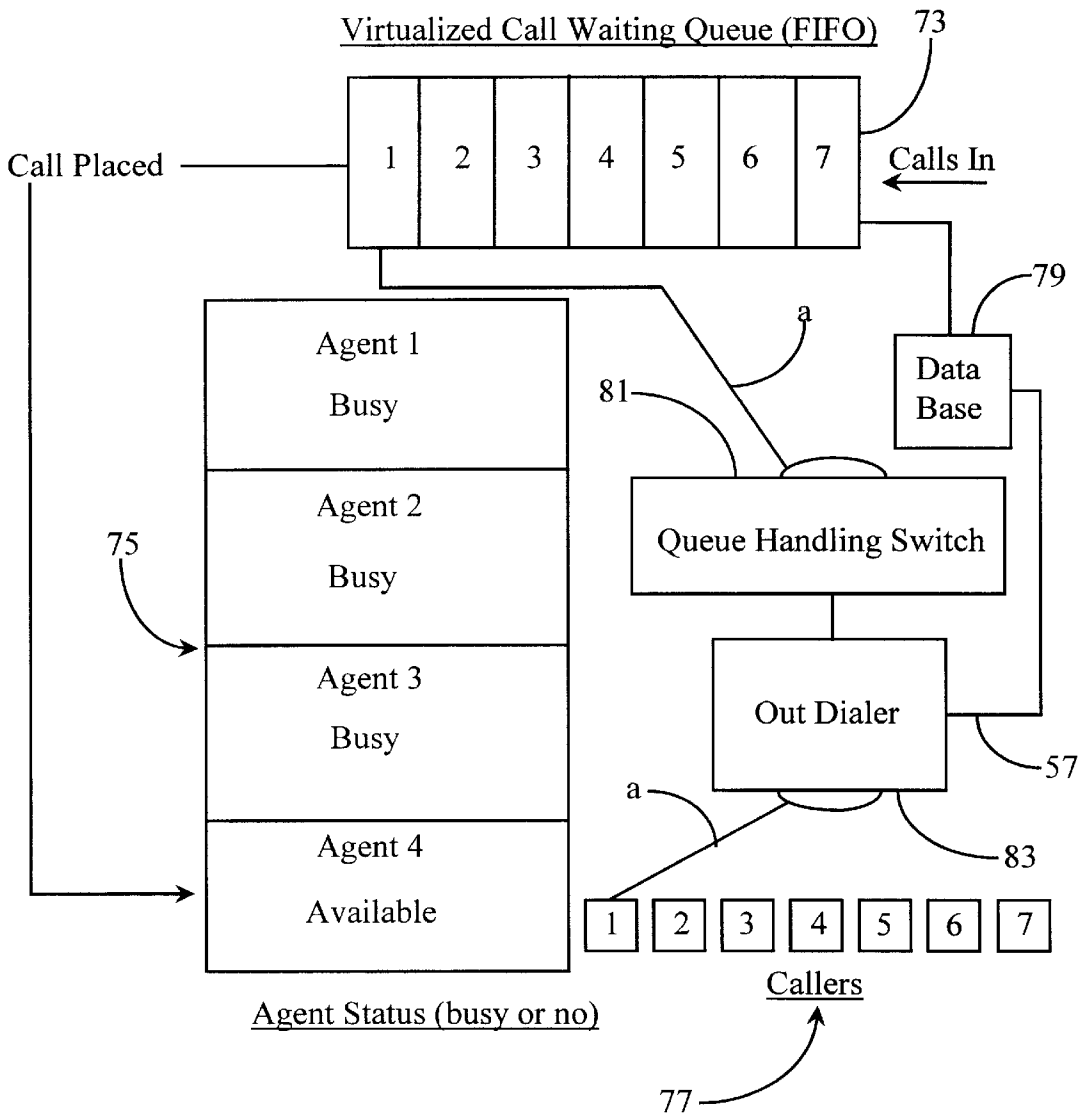 Virtualized Call Waiting Queue (FIFO)
73
Call Placed
1 2 3 4 5 6 7
Calls In
79
a
Agent 1
Busy
81
Data
Base
Agent 2
Busy
75
Queue Handling Switch
Agent 3
Busy
Out Dialer
57
a
Agent 4
Available
83
1 2 3 4 5 6 7
Callers
Agent Status (busy or no)
77